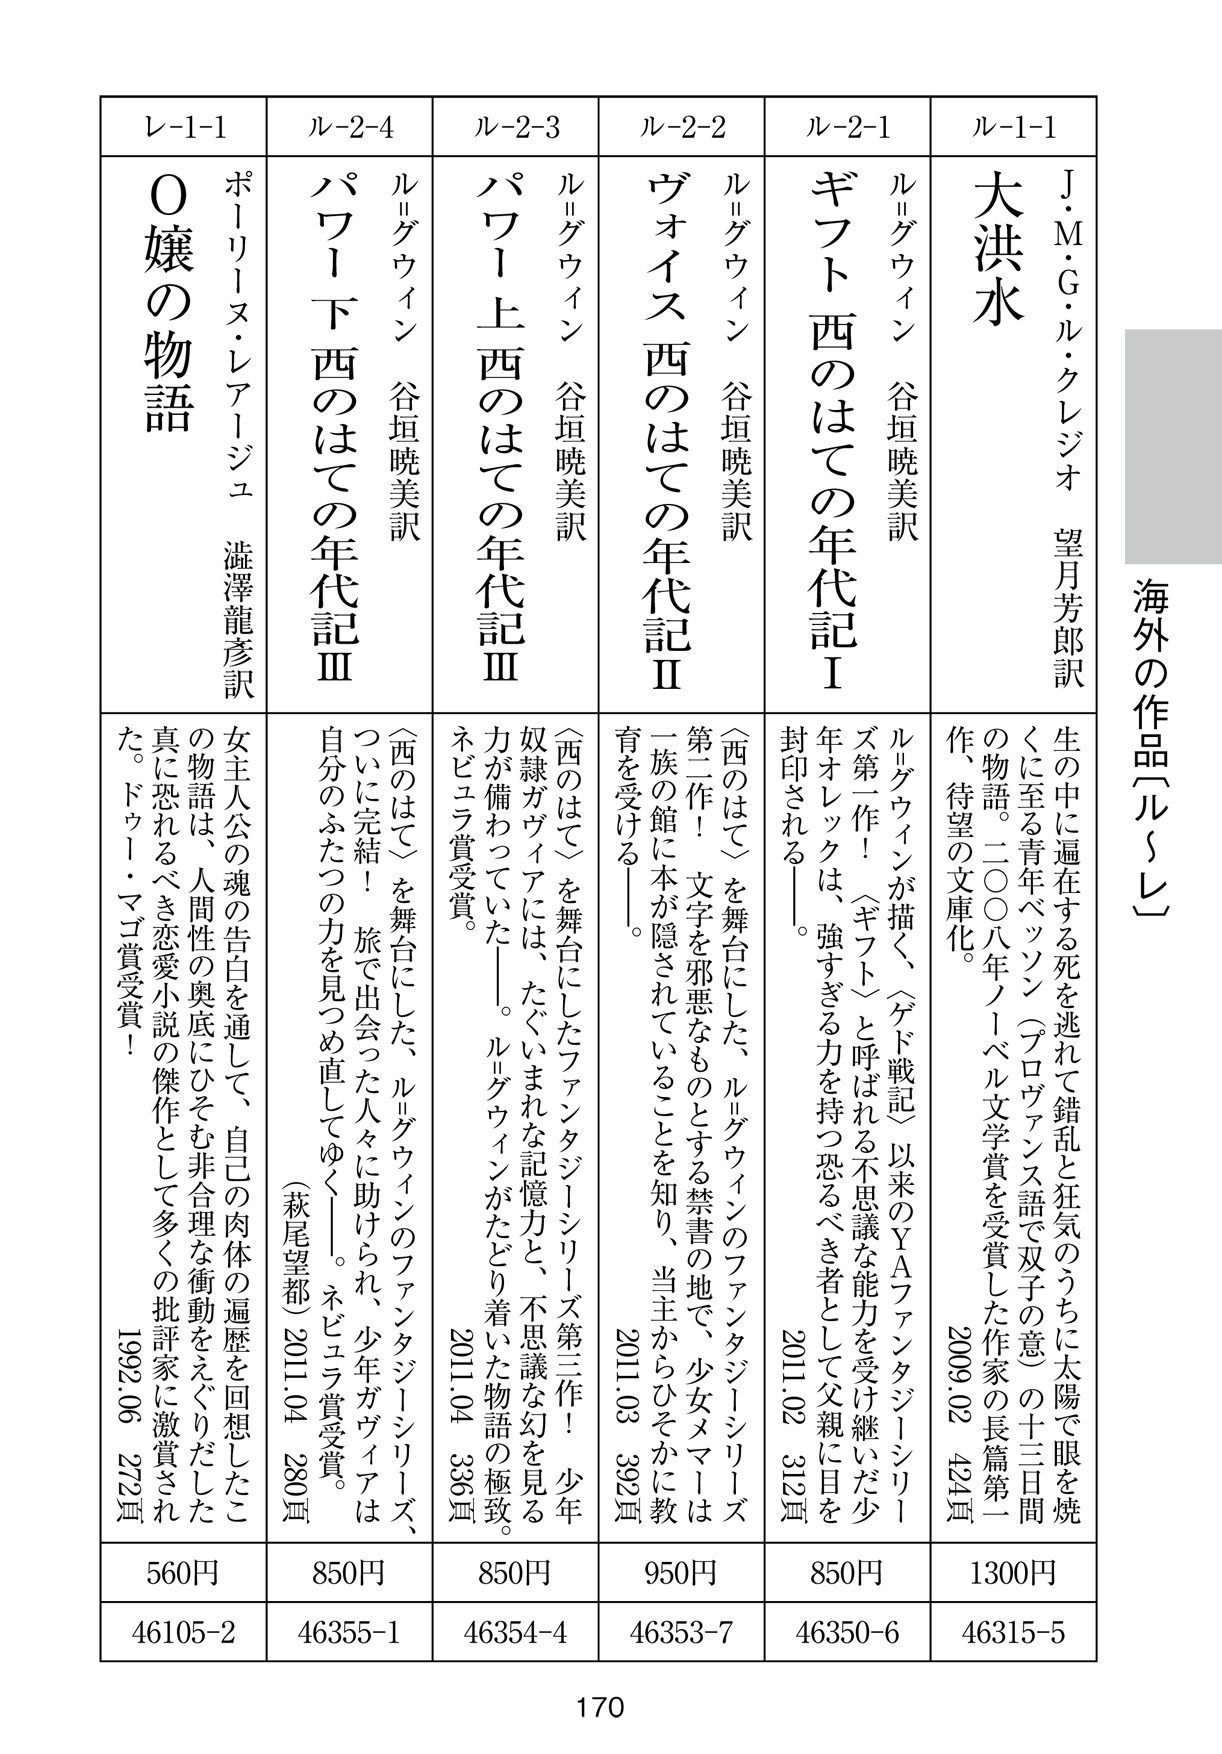 海外の作品〔ル～レ〕
ル-1-1
J・M・G・ル・クレジオ　望月芳郎訳
大洪水
生の中に遍在する死を逃れて錯乱と狂気のうちに太陽で眼を焼
くに至る青年ベッソン（プロヴァンス語で双子の意）の十三日間
の物語。二〇〇八年ノーベル文学賞を受賞した作家の長篇第一
作、待望の文庫化。
2009.02　424頁
1300円
46315-5
ル-2-1
ル＝グウィン　谷垣暁美訳
ギフト 西のはての年代記Ⅰ
ル＝グウィンが描く、〈ゲド戦記〉以来のYAファンタジーシリー
ズ第一作！　〈ギフト〉と呼ばれる不思議な能力を受け継いだ少
年オレックは、強すぎる力を持つ恐るべき者として父親に目を
封印される――。
2011.02　312頁
850円
46350-6
ル-2-2
ル＝グウィン　谷垣暁美訳
ヴォイス 西のはての年代記Ⅱ
〈西のはて〉を舞台にした、ル＝グウィンのファンタジーシリーズ
第二作！　文字を邪悪なものとする禁書の地で、少女メマーは
一族の館に本が隠されていることを知り、当主からひそかに教
育を受ける――。
2011.03　392頁
950円
46353-7
ル-2-3
ル＝グウィン　谷垣暁美訳
パワー 上 西のはての年代記Ⅲ
〈西のはて〉を舞台にしたファンタジーシリーズ第三作！　少年
奴隷ガヴィアには、たぐいまれな記憶力と、不思議な幻を見る
力が備わっていた――。ル＝グウィンがたどり着いた物語の極致。
ネビュラ賞受賞。
2011.04　336頁
850円
46354-4
ル-2-4
ル＝グウィン　谷垣暁美訳
パワー 下 西のはての年代記Ⅲ
〈西のはて〉を舞台にした、ル＝グウィンのファンタジーシリーズ、
ついに完結！　旅で出会った人々に助けられ、少年ガヴィアは
自分のふたつの力を見つめ直してゆく――。ネビュラ賞受賞。
（萩尾望都）2011.04　280頁
850円
46355-1
レ-1-1
ポーリーヌ・レアージュ　澁澤龍彥訳
O嬢の物語
女主人公の魂の告白を通して、自己の肉体の遍歴を回想したこ
の物語は、人間性の奥底にひそむ非合理な衝動をえぐりだした
真に恐れるべき恋愛小説の傑作として多くの批評家に激賞され
た。ドゥー・マゴ賞受賞！
1992.06　272頁
560円
46105-2
170